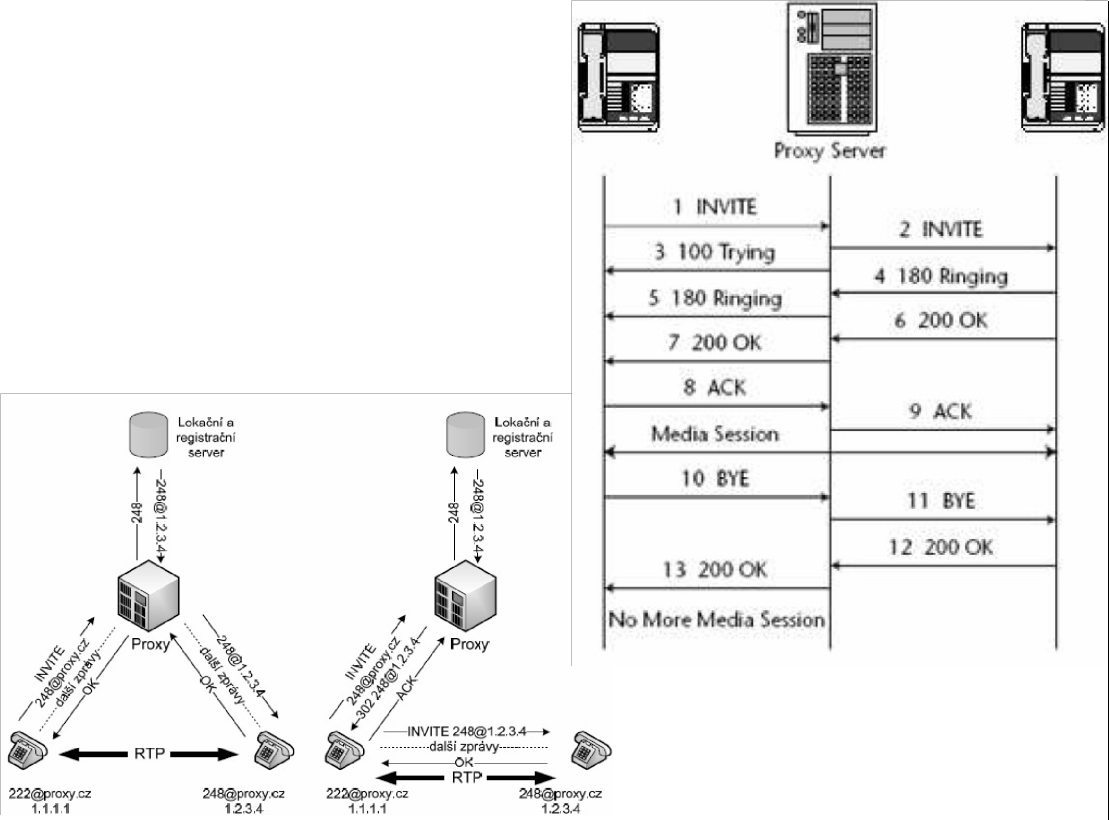 Proxy Server
1 INVITE
2 INVITE
3 100 Trying
4 180 Ringing
5 180 Ringing
6 200 OK
7 200 OK
8 ACK
9 ACK
Media Session
10 BYE
11 BYE
12 200 OK
13 200 OK
No More Media Session
Lokační a
registrační
server
248
248@1.2.3.4
Proxy
INVITE
248@proxy.cz
další zprávy
OK
248@1.2.3.4
další zprávy
OK
RTP
222@proxy.cz
1.1.1.1
248@proxy.cz
1.2.3.4
Lokační a
registrační
server
248
248@1.2.3.4
Proxy
INVITE
248@proxy.cz
302 248@1.2.3.4
ACK
INVITE 248@1.2.3.4
další zprávy
OK
RTP
222@proxy.cz
1.1.1.1
248@proxy.cz
1.2.3.4